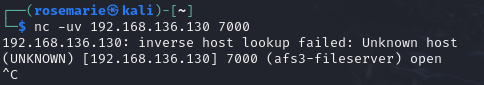 ┌──(rosemarie㉿kali)-[~]
└─$ nc -uv 192.168.136.130 7000
192.168.136.130: inverse host lookup failed: Unknown host
(UNKNOWN) [192.168.136.130] 7000 (afs3-fileserver) open
^C